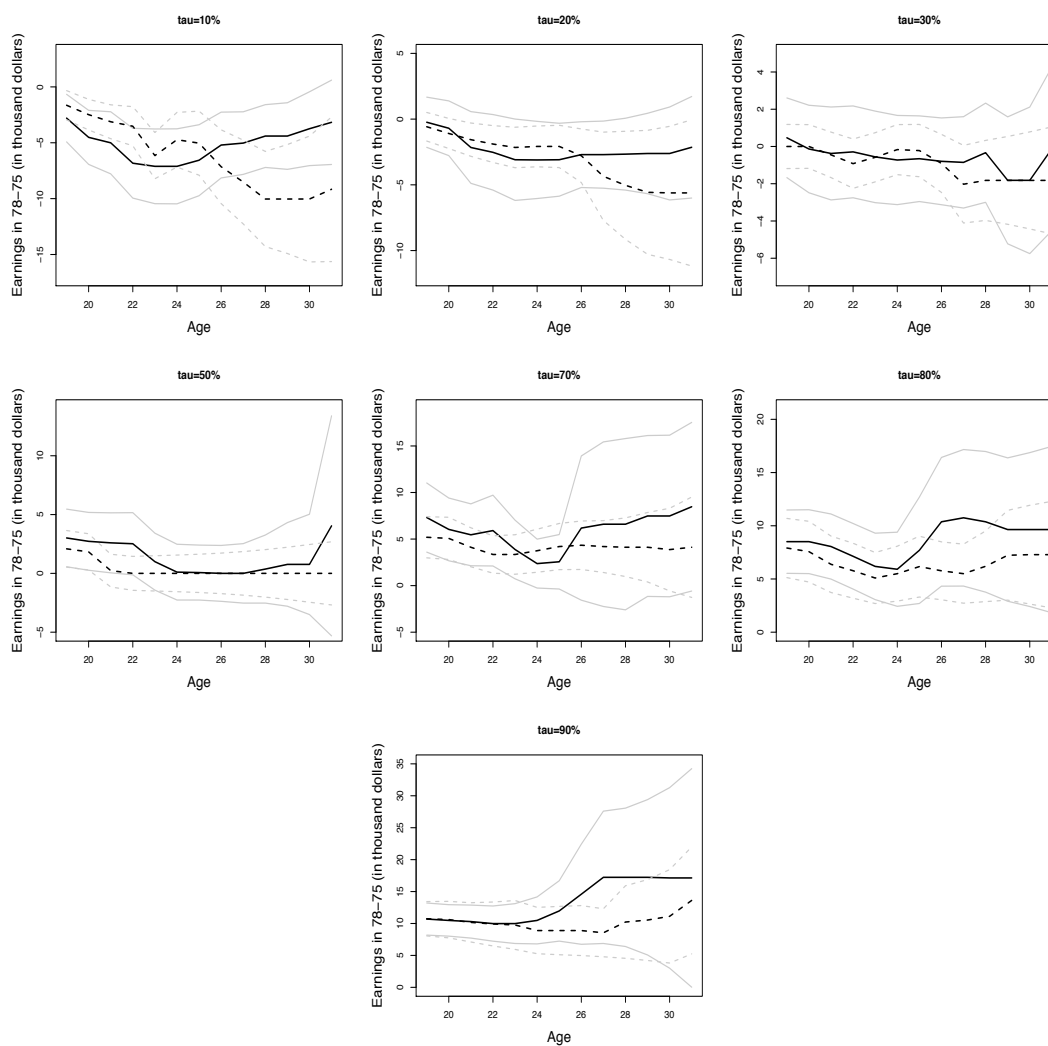 tau=10%
Earnings in 78−75 (in thousand dollars)
0
−5
−10
−15
20 22 24 26 28 30
Age
tau=20%
Earnings in 78−75 (in thousand dollars)
5
0
−5
−10
20 22 24 26 28 30
Age
tau=30%
Earnings in 78−75 (in thousand dollars)
4
2
0
−2
−4
−6
20 22 24 26 28 30
Age
tau=50%
Earnings in 78−75 (in thousand dollars)
10
5
0
−5
20 22 24 26 28 30
Age
tau=70%
Earnings in 78−75 (in thousand dollars)
15
10
5
0
−5
20 22 24 26 28 30
Age
tau=80%
Earnings in 78−75 (in thousand dollars)
20
15
10
5
0
20 22 24 26 28 30
Age
tau=90%
Earnings in 78−75 (in thousand dollars)
35
30
25
20
15
10
5
0
20 22 24 26 28 30
Age